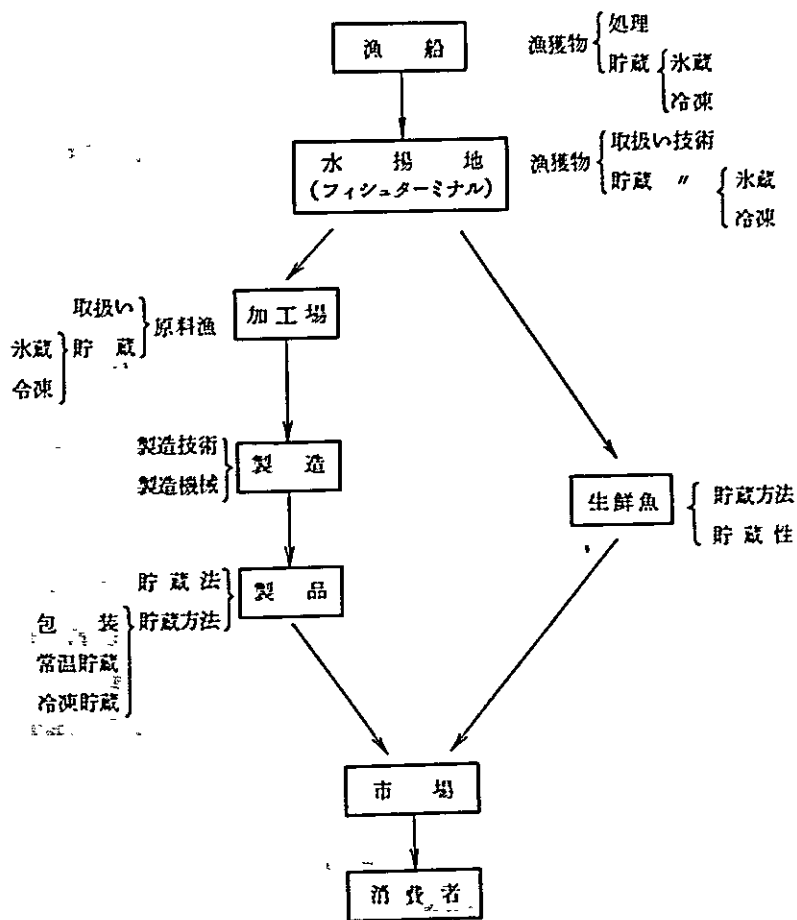 漁船
漁獲物
処理
貯蔵
氷蔵
冷凍
水揚地
(フィシュターミナル)
漁獲物
取扱い技術
貯蔵 〃
氷蔵
冷凍
加工場
取扱い
貯蔵
原料漁
氷蔵
冷凍
製造技術
製造機械
製造
生鮮魚
貯蔵方法
貯蔵性
貯蔵法
貯蔵方法
製品
包装
常温貯蔵
冷凍貯蔵
市場
消費者